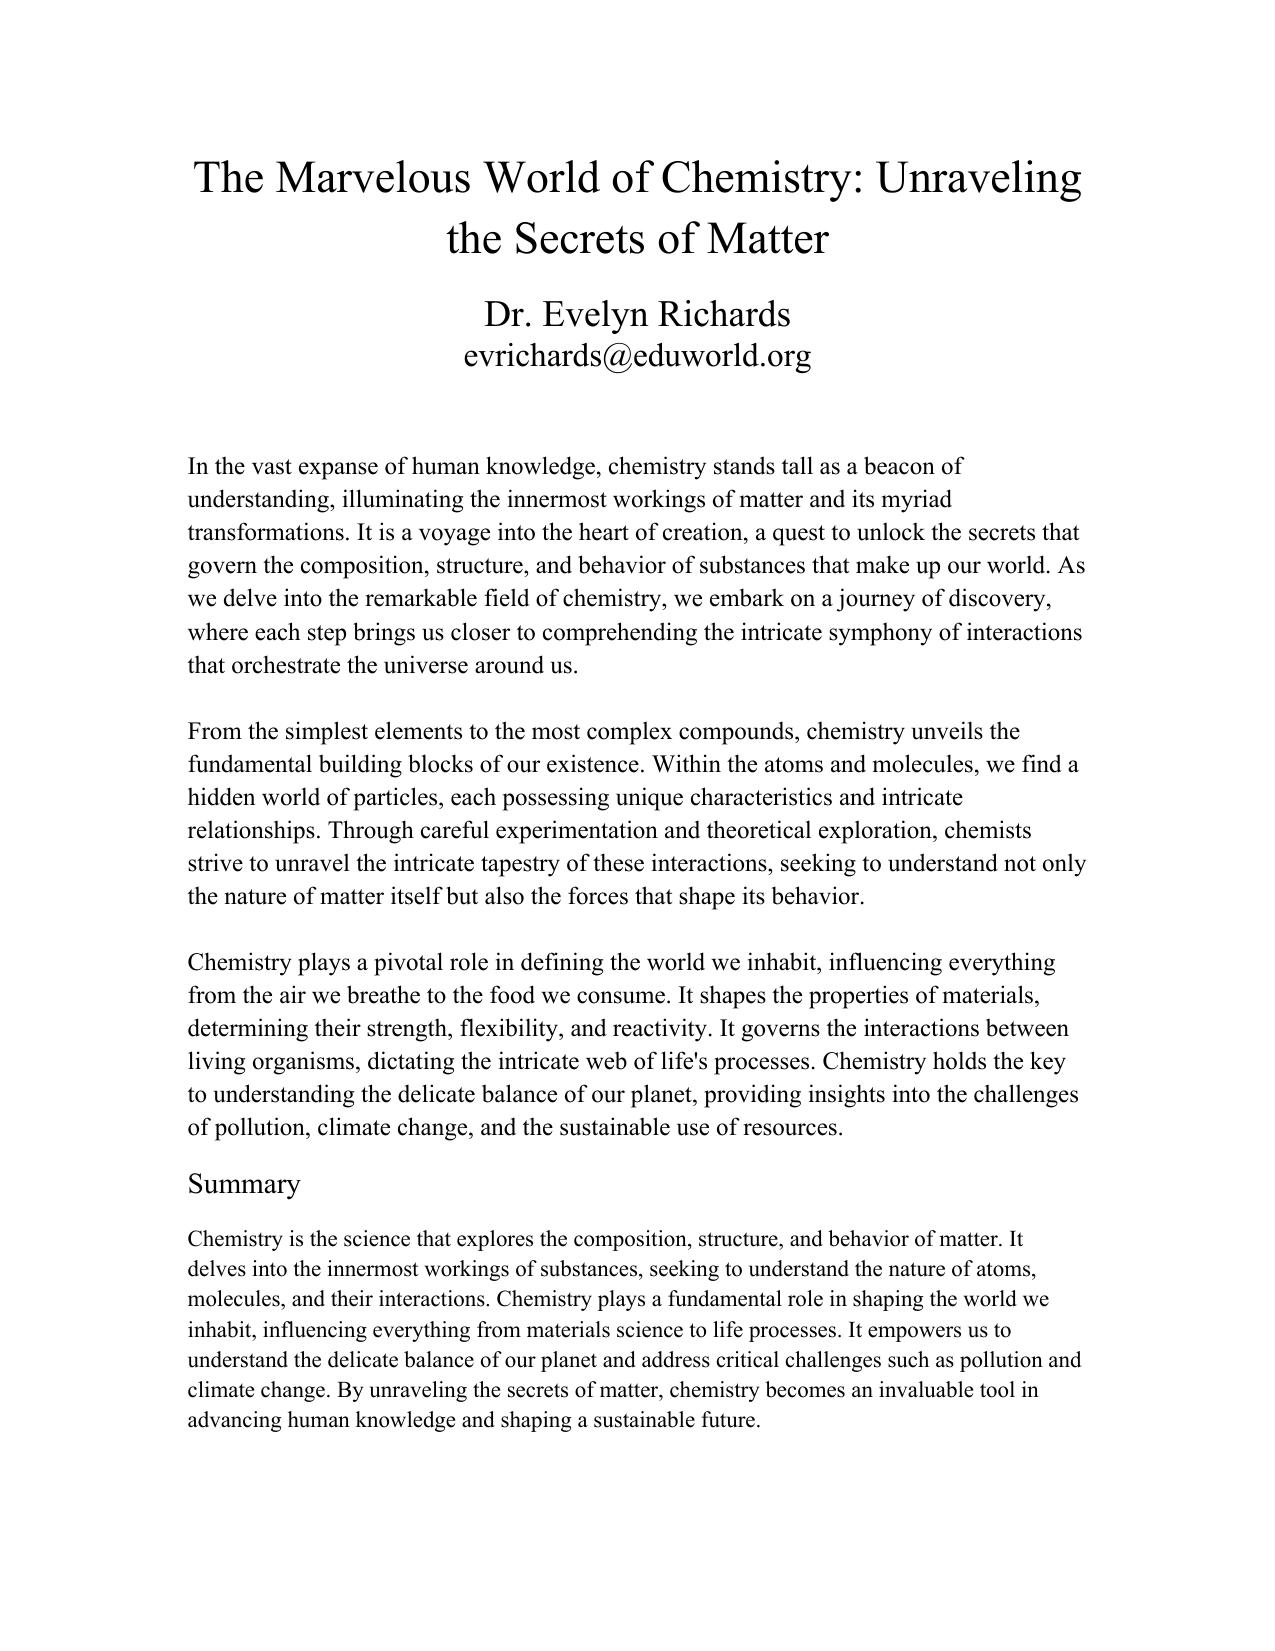 The Marvelous World of Chemistry: Unraveling
the Secrets of Matter
Dr. Evelyn Richards
evrichards@eduworld.org
In the vast expanse of human knowledge, chemistry stands tall as a beacon of
understanding, illuminating the innermost workings of matter and its myriad
transformations. It is a voyage into the heart of creation, a quest to unlock the secrets that
govern the composition, structure, and behavior of substances that make up our world. As
we delve into the remarkable field of chemistry, we embark on a journey of discovery,
where each step brings us closer to comprehending the intricate symphony of interactions
that orchestrate the universe around us.
From the simplest elements to the most complex compounds, chemistry unveils the
fundamental building blocks of our existence. Within the atoms and molecules, we find a
hidden world of particles, each possessing unique characteristics and intricate
relationships. Through careful experimentation and theoretical exploration, chemists
strive to unravel the intricate tapestry of these interactions, seeking to understand not only
the nature of matter itself but also the forces that shape its behavior.
Chemistry plays a pivotal role in defining the world we inhabit, influencing everything
from the air we breathe to the food we consume. It shapes the properties of materials,
determining their strength, flexibility, and reactivity. It governs the interactions between
living organisms, dictating the intricate web of life's processes. Chemistry holds the key
to understanding the delicate balance of our planet, providing insights into the challenges
of pollution, climate change, and the sustainable use of resources.
Summary
Chemistry is the science that explores the composition, structure, and behavior of matter. It
delves into the innermost workings of substances, seeking to understand the nature of atoms,
molecules, and their interactions. Chemistry plays a fundamental role in shaping the world we
inhabit, influencing everything from materials science to life processes. It empowers us to
understand the delicate balance of our planet and address critical challenges such as pollution and
climate change. By unraveling the secrets of matter, chemistry becomes an invaluable tool in
advancing human knowledge and shaping a sustainable future.